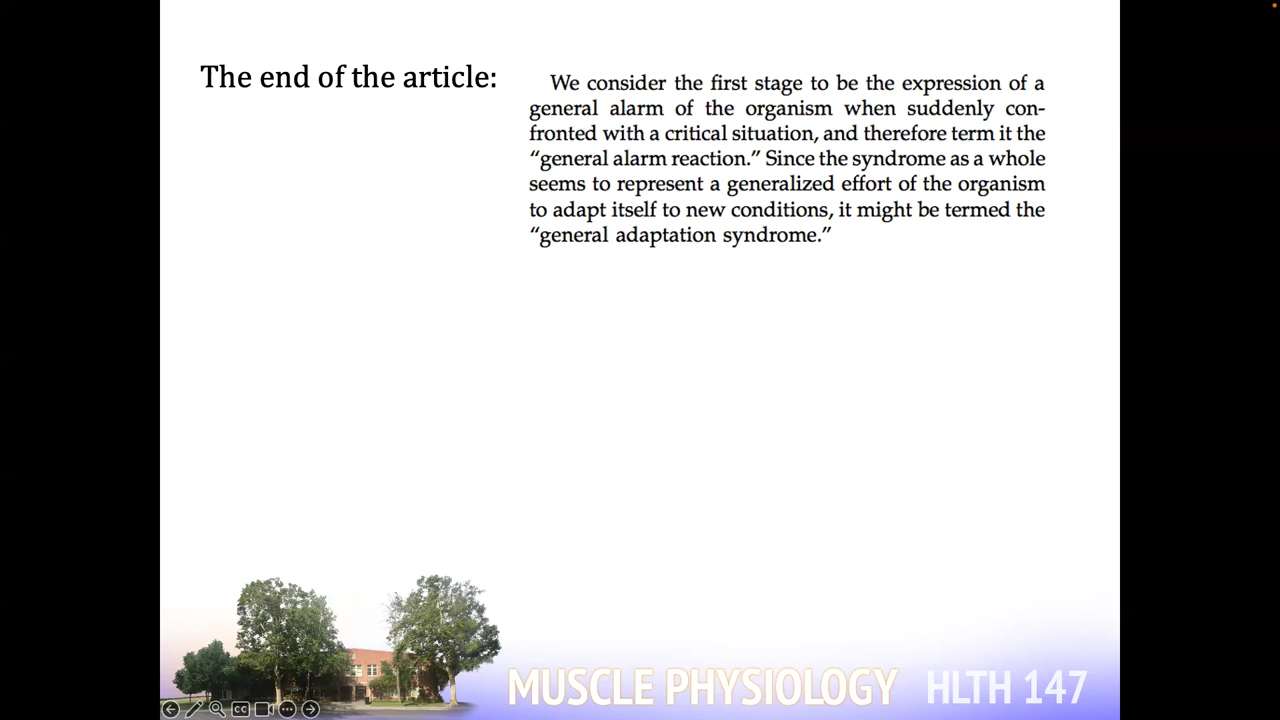 The end of the article:
We consider the first stage to be the expression of a
general alarm of the organism when suddenly con-
fronted with a critical situation, and therefore term it the
“general alarm reaction.” Since the syndrome as a whole
seems to represent a generalized effort of the organism
to adapt itself to new conditions, it might be termed the
“general adaptation syndrome.”
CC
MUSCLE PHYSIOLOGY HLTH 147